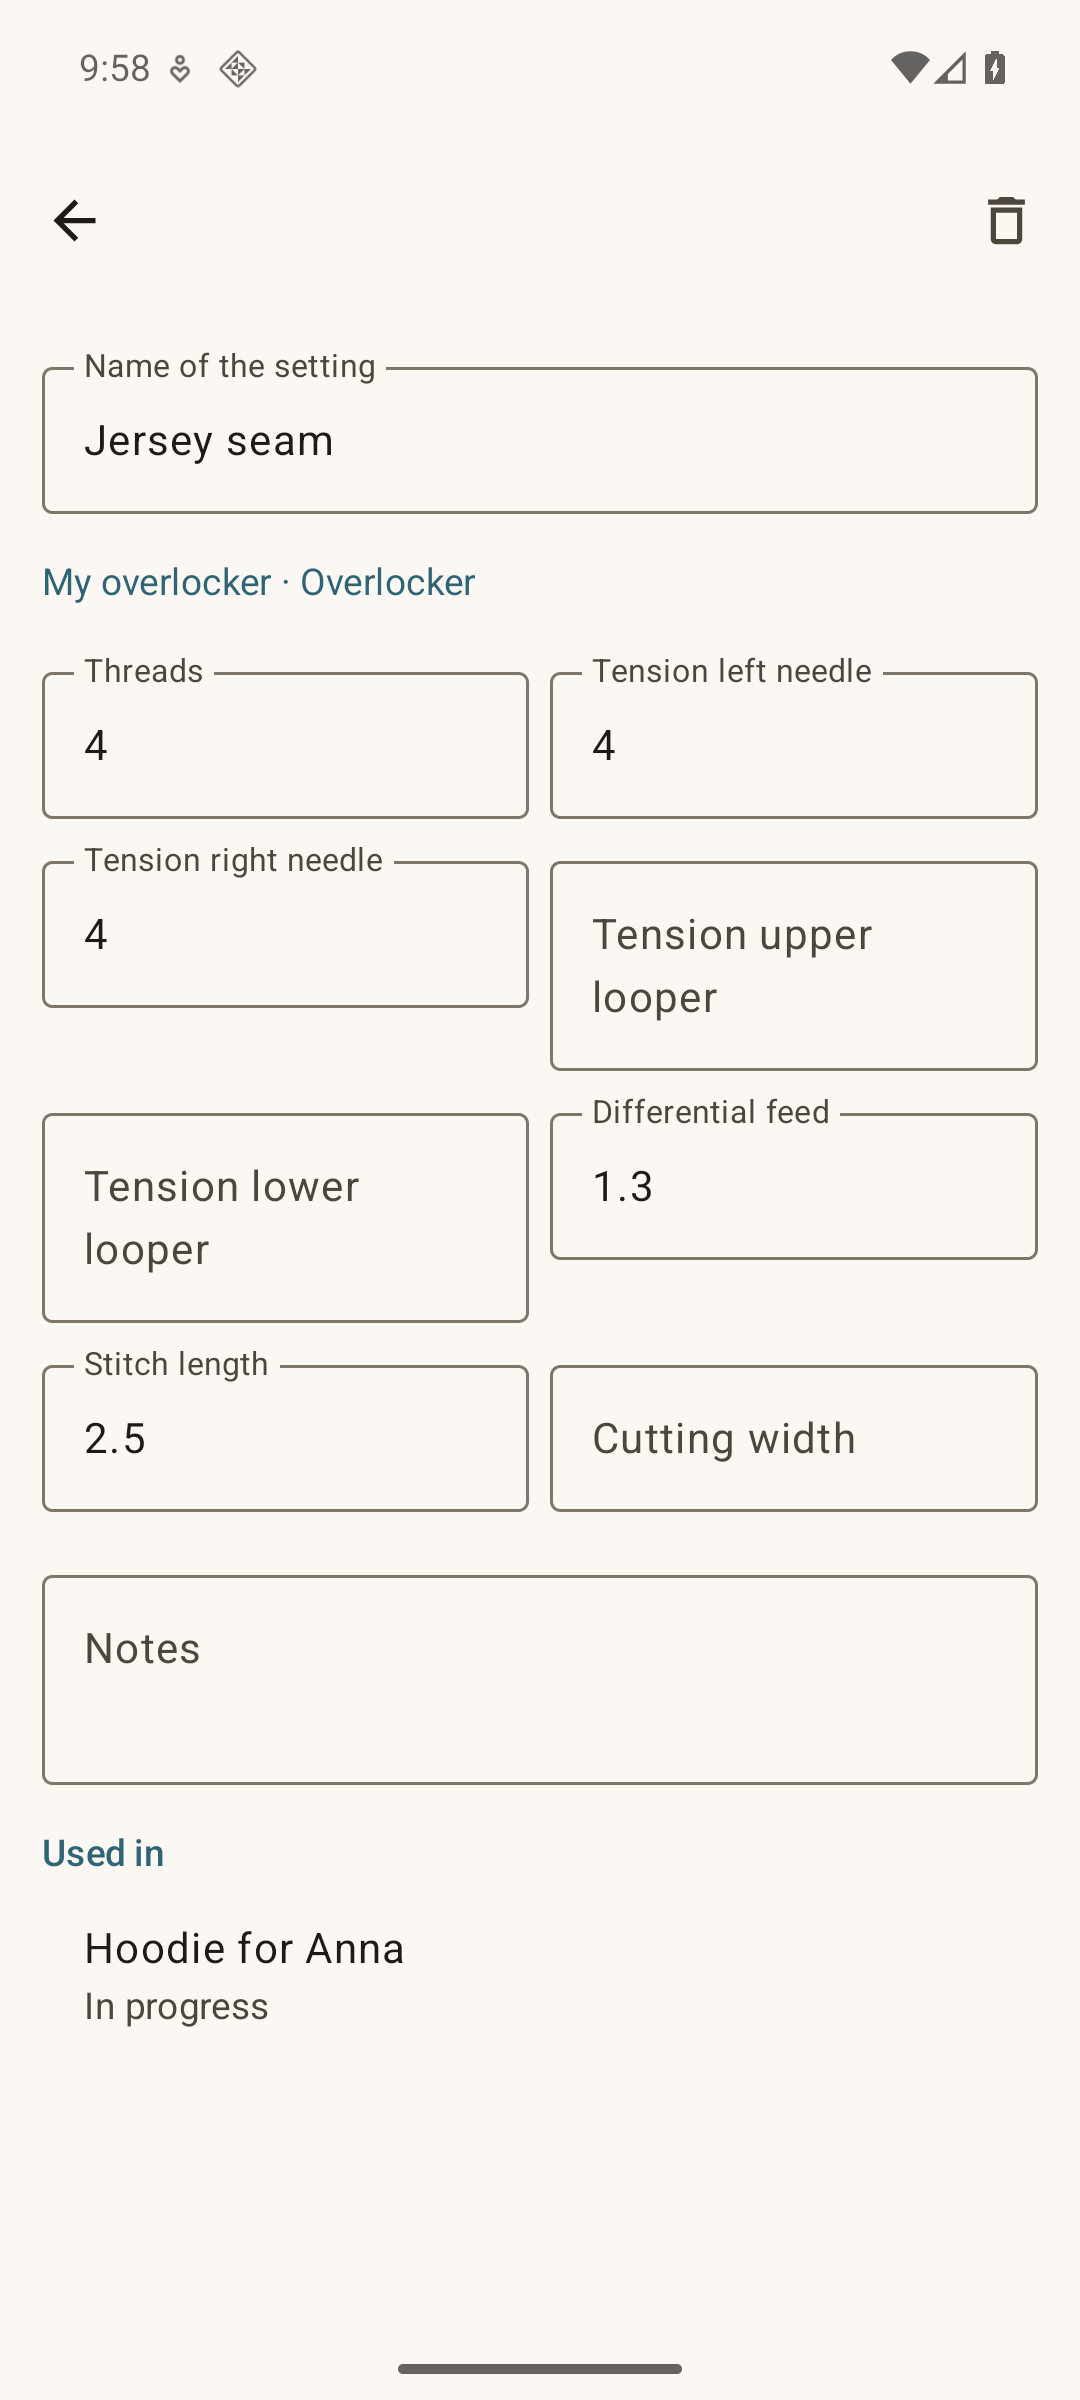 9:58
Name of the setting
Jersey seam
My overlocker · Overlocker
Threads
4
Tension left needle
4
Tension right needle
4
Tension upper
looper
Tension lower
looper
Differential feed
1.3
Stitch length
2.5
Cutting width
Notes
Used in
Hoodie for Anna
In progress